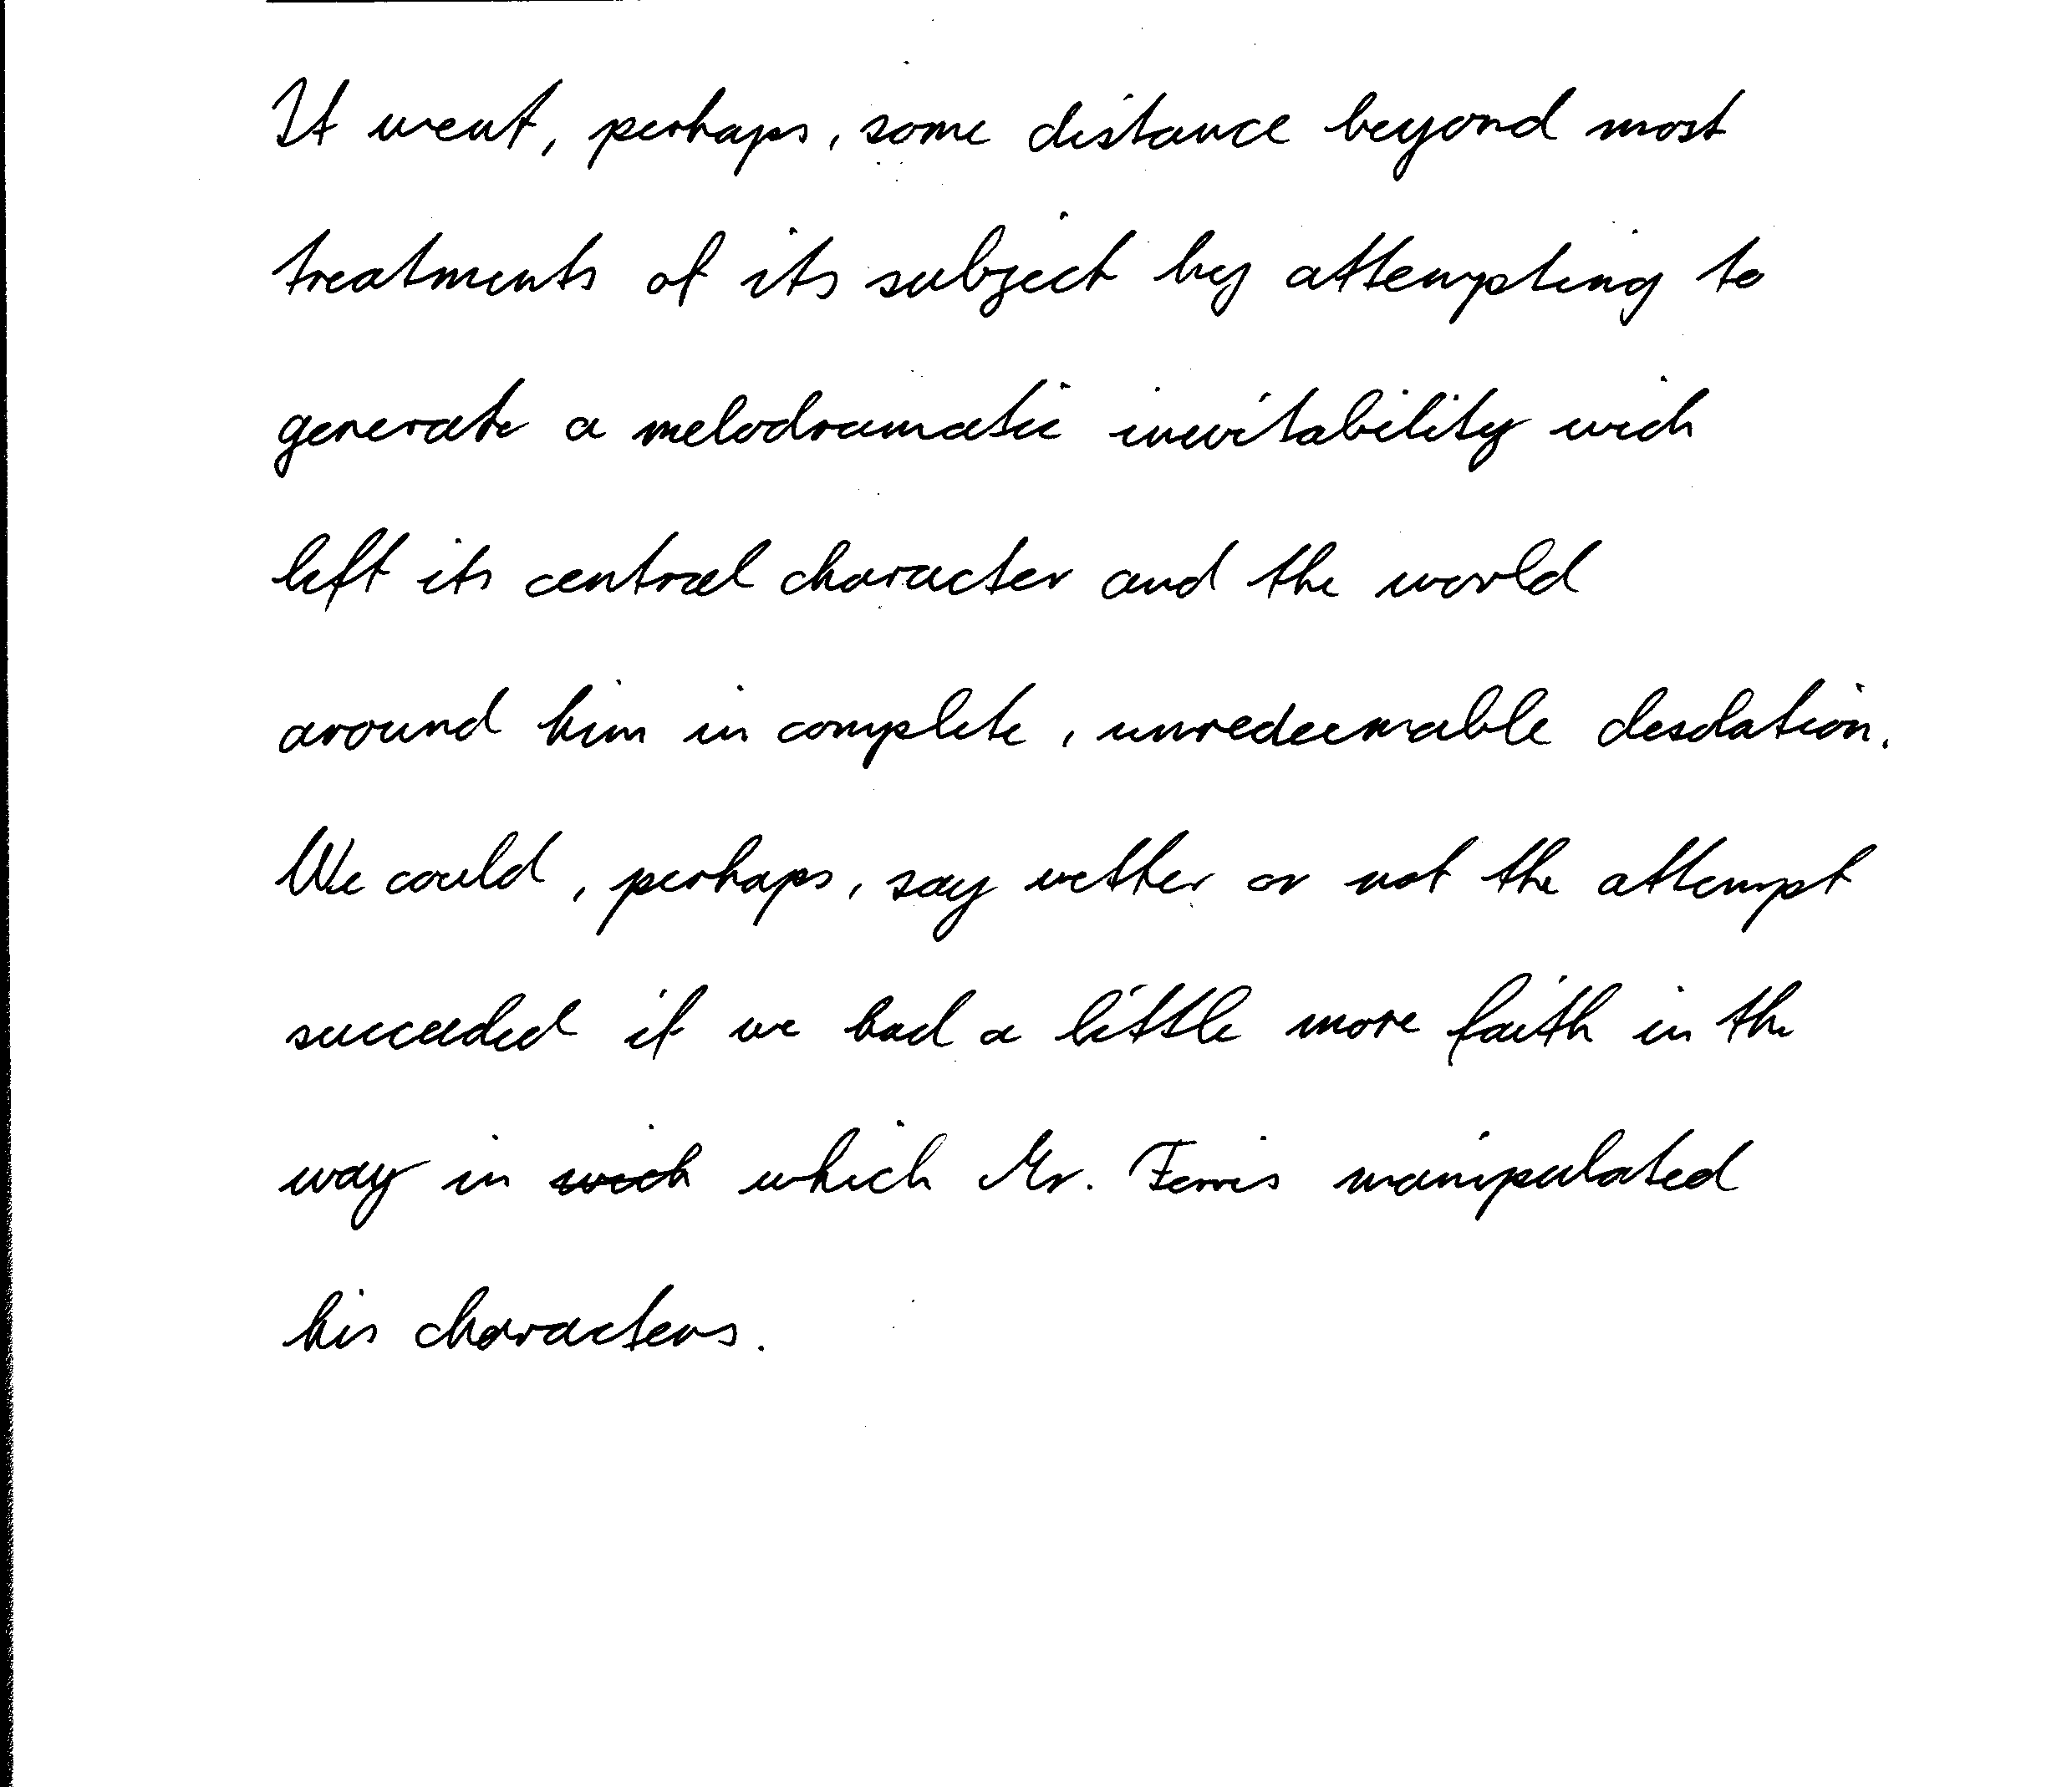 It went, perhaps, some distance beyond most
treatments of its subject by attempting to
generate a melodramatic inevitability wich
left its central character and the world
around him in complete, unredeemable desolation.
We could, perhaps, say wether or not the attempt
succeeded if we had a little more faith in the
way in wich which Mr. Ferris manipulated
his characters.